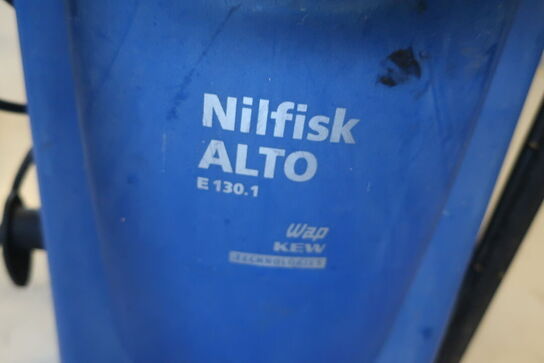 Nilfisk
ALTO
E 130.1
Wap
KEW
TECHNOLOGIES